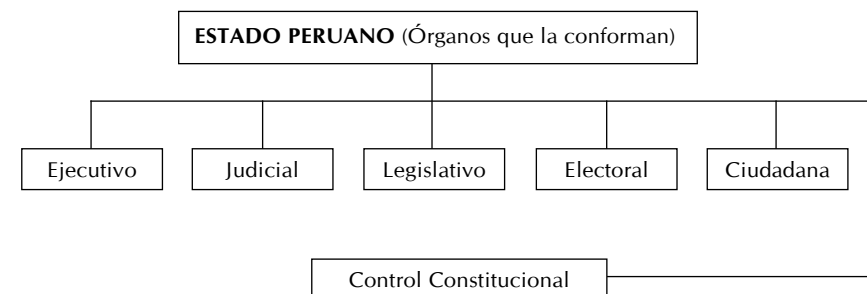 ESTADO PERUANO (Órganos que la conforman)
Ejecutivo
Judicial
Legislativo
Electoral
Ciudadana
Control Constitucional